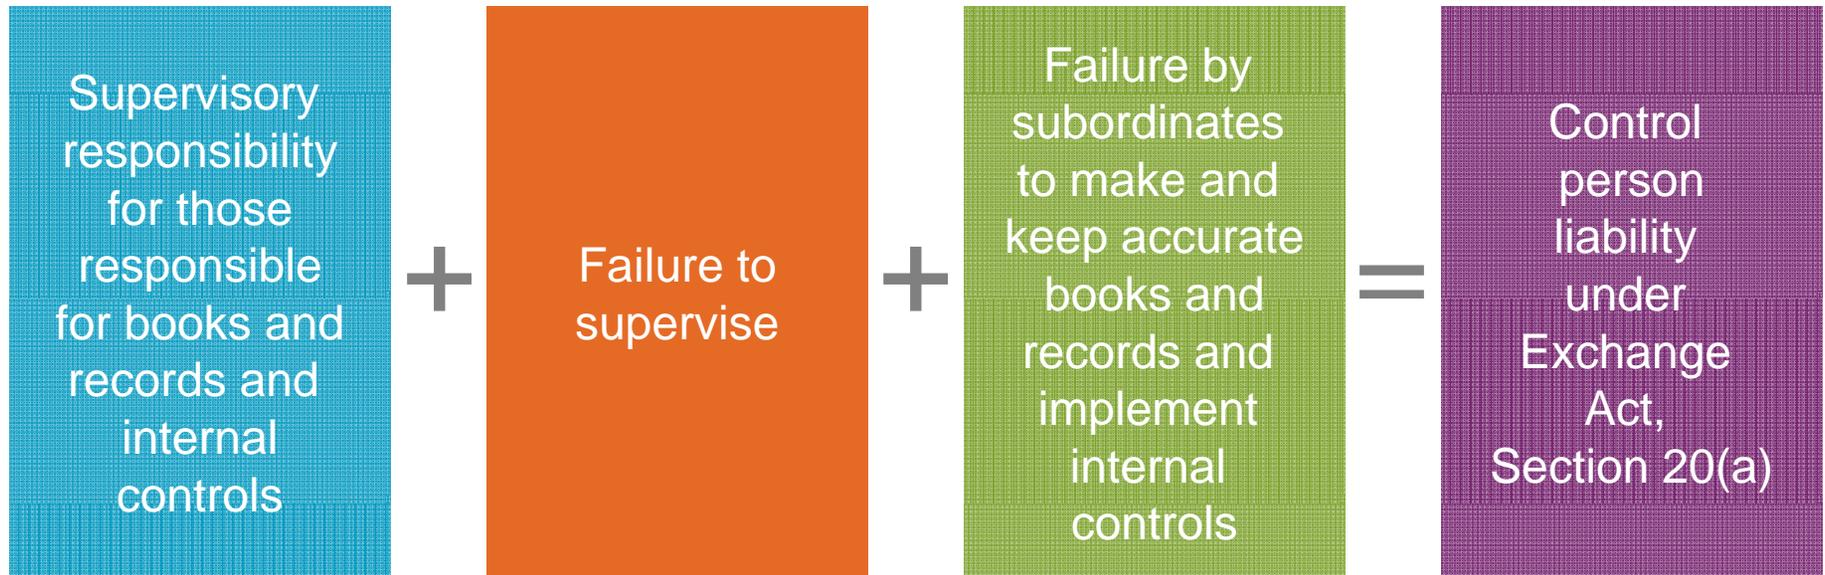 Supervisory
responsibility
for those
responsible
for books and
records and
internal
controls
+
Failure to
supervise
+
Failure by
subordinates
to make and
keep accurate
books and
records and
implement
internal
controls
=
Control
person
liability
under
Exchange
Act,
Section 20(a)